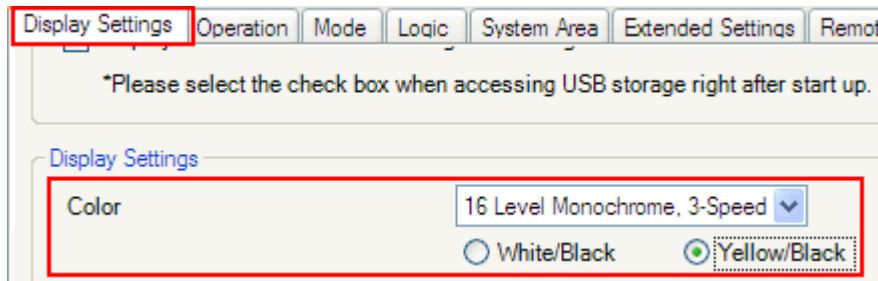 Display Settings Operation Mode Logic System Area Extended Settings Remot
*Please select the check box when accessing USB storage right after start up.
Display Settings
Color 16 Level Monochrome, 3-Speed
White/Black Yellow/Black